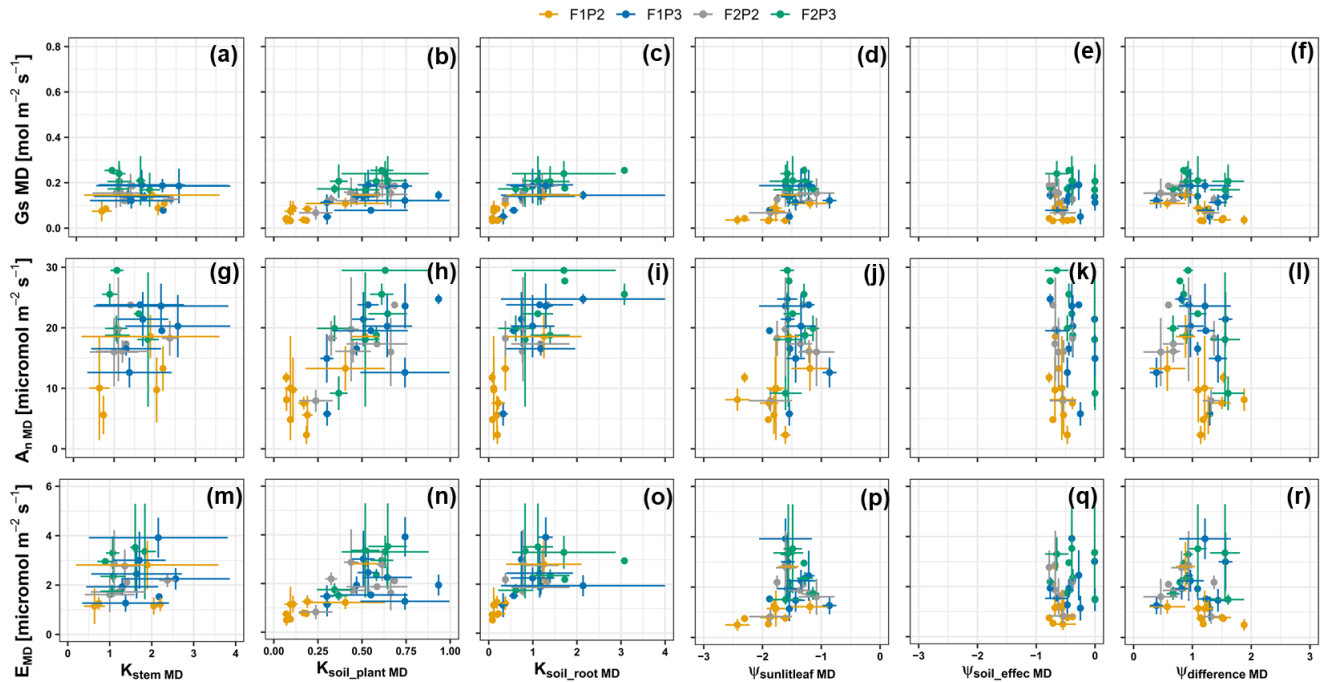 F1P2 F1P3 F2P2 F2P3
(a) (b) (c) (d) (e) (f)
Gs MD [mol m⁻² s⁻¹]
0.8
0.6
0.4
0.2
0.0
(g) (h) (i) (j) (k) (l)
Aₙ MD [micromol m⁻² s⁻¹]
30
20
10
0
(m) (n) (o) (p) (q) (r)
E_MD [micromol m⁻² s⁻¹]
6
4
2
0
0 1 2 3 4 0.00 0.25 0.50 0.75 1.00 0 1 2 3 4 −3 −2 −1 0 −3 −2 −1 0 0 1 2 3
K_stem MD K_soil_plant MD K_soil_root MD ψ_sunlitleaf MD ψ_soil_effec MD ψ_difference MD